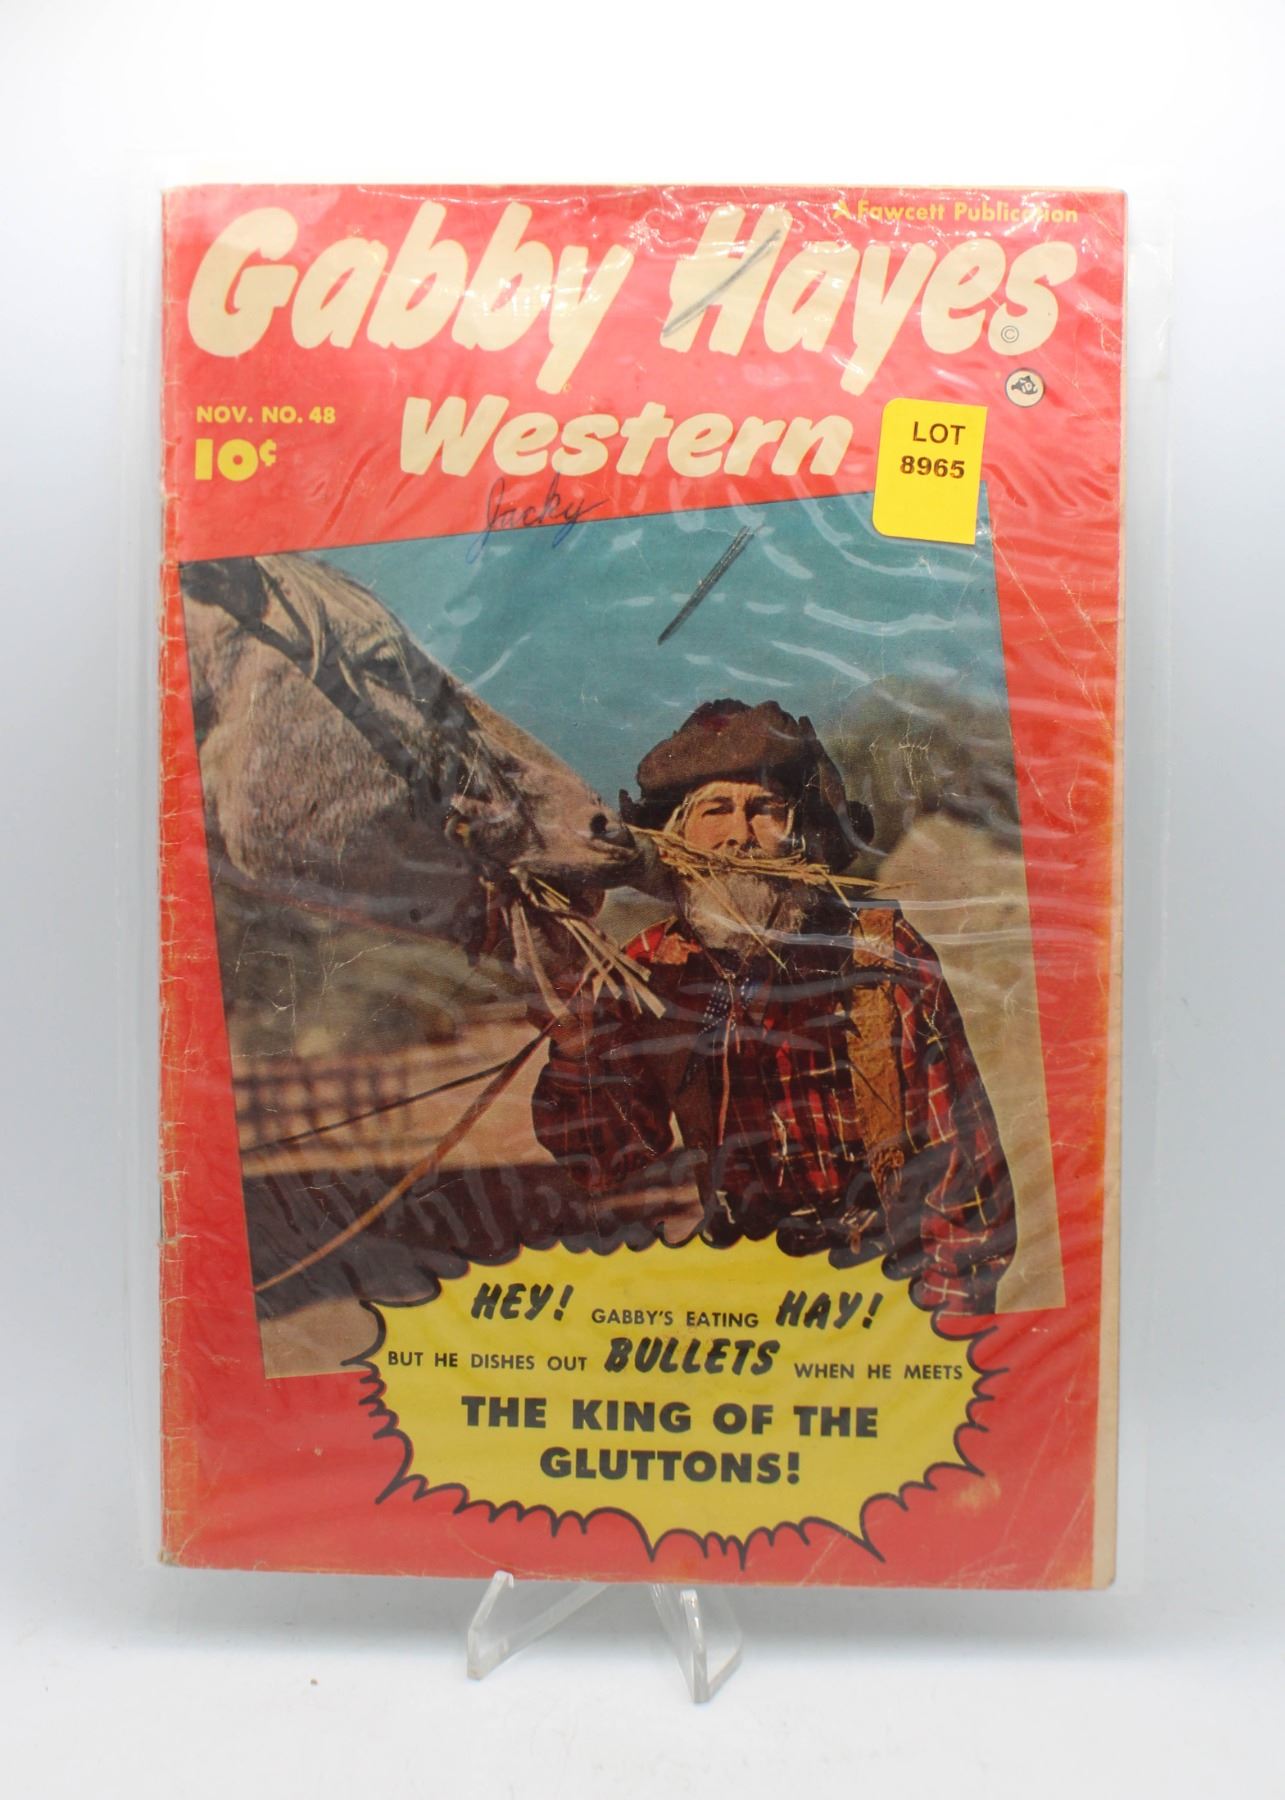 A Fawcett Publication
Gabby Hayes
©
ID
NOV. NO. 48
10¢
Western
LOT
8965
Jacky
HEY! GABBY'S EATING HAY!
BUT HE DISHES OUT BULLETS WHEN HE MEETS
THE KING OF THE
GLUTTONS!